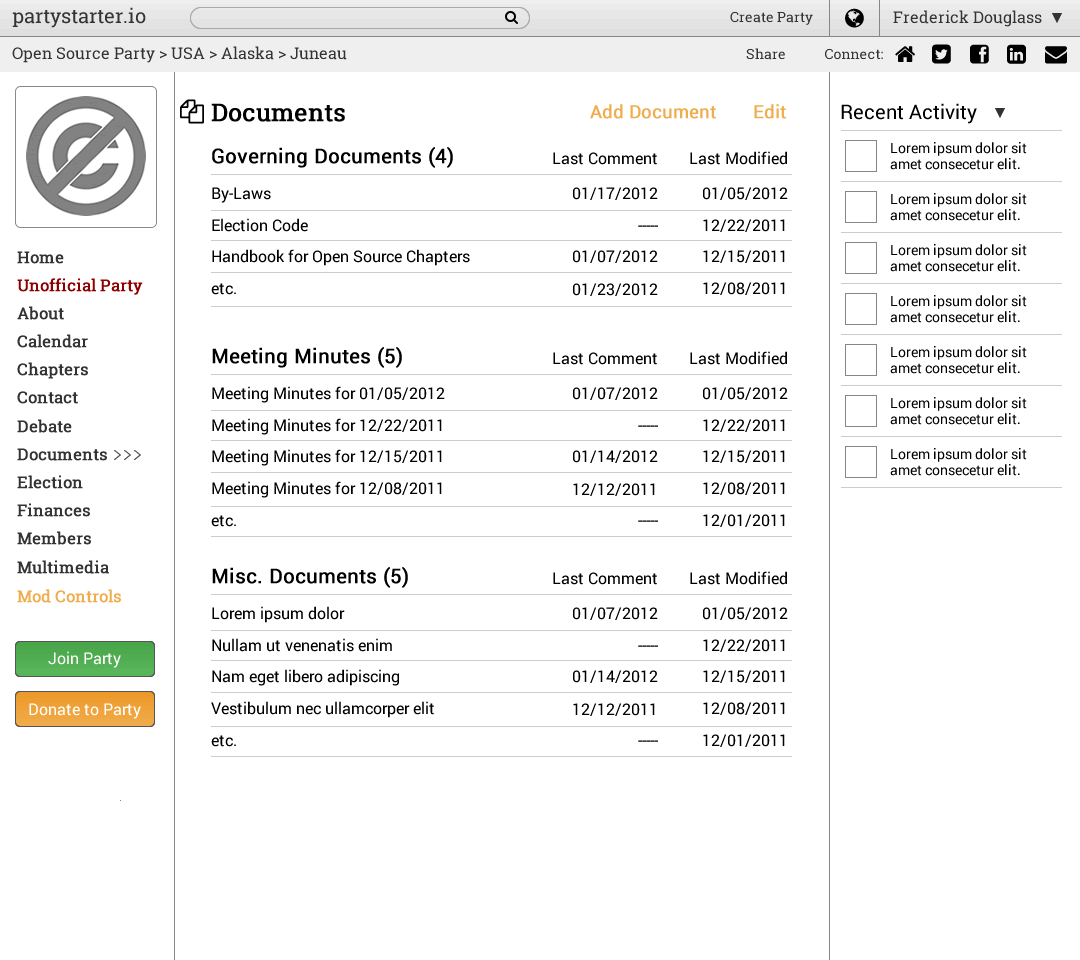 partystarter.io
Create Party
Frederick Douglass ▼
Open Source Party > USA > Alaska > Juneau
Share
Connect:
Home
Unofficial Party
About
Calendar
Chapters
Contact
Debate
Documents >>>
Election
Finances
Members
Multimedia
Mod Controls
Join Party
Donate to Party
Documents
Add Document
Edit
Governing Documents (4) Last Comment Last Modified
By-Laws 01/17/2012 01/05/2012
Election Code ----- 12/22/2011
Handbook for Open Source Chapters 01/07/2012 12/15/2011
etc. 01/23/2012 12/08/2011
Meeting Minutes (5) Last Comment Last Modified
Meeting Minutes for 01/05/2012 01/07/2012 01/05/2012
Meeting Minutes for 12/22/2011 ----- 12/22/2011
Meeting Minutes for 12/15/2011 01/14/2012 12/15/2011
Meeting Minutes for 12/08/2011 12/12/2011 12/08/2011
etc. ----- 12/01/2011
Misc. Documents (5) Last Comment Last Modified
Lorem ipsum dolor 01/07/2012 01/05/2012
Nullam ut venenatis enim ----- 12/22/2011
Nam eget libero adipiscing 01/14/2012 12/15/2011
Vestibulum nec ullamcorper elit 12/12/2011 12/08/2011
etc. ----- 12/01/2011
Recent Activity ▼
Lorem ipsum dolor sit
amet consecetur elit.
Lorem ipsum dolor sit
amet consecetur elit.
Lorem ipsum dolor sit
amet consecetur elit.
Lorem ipsum dolor sit
amet consecetur elit.
Lorem ipsum dolor sit
amet consecetur elit.
Lorem ipsum dolor sit
amet consecetur elit.
Lorem ipsum dolor sit
amet consecetur elit.